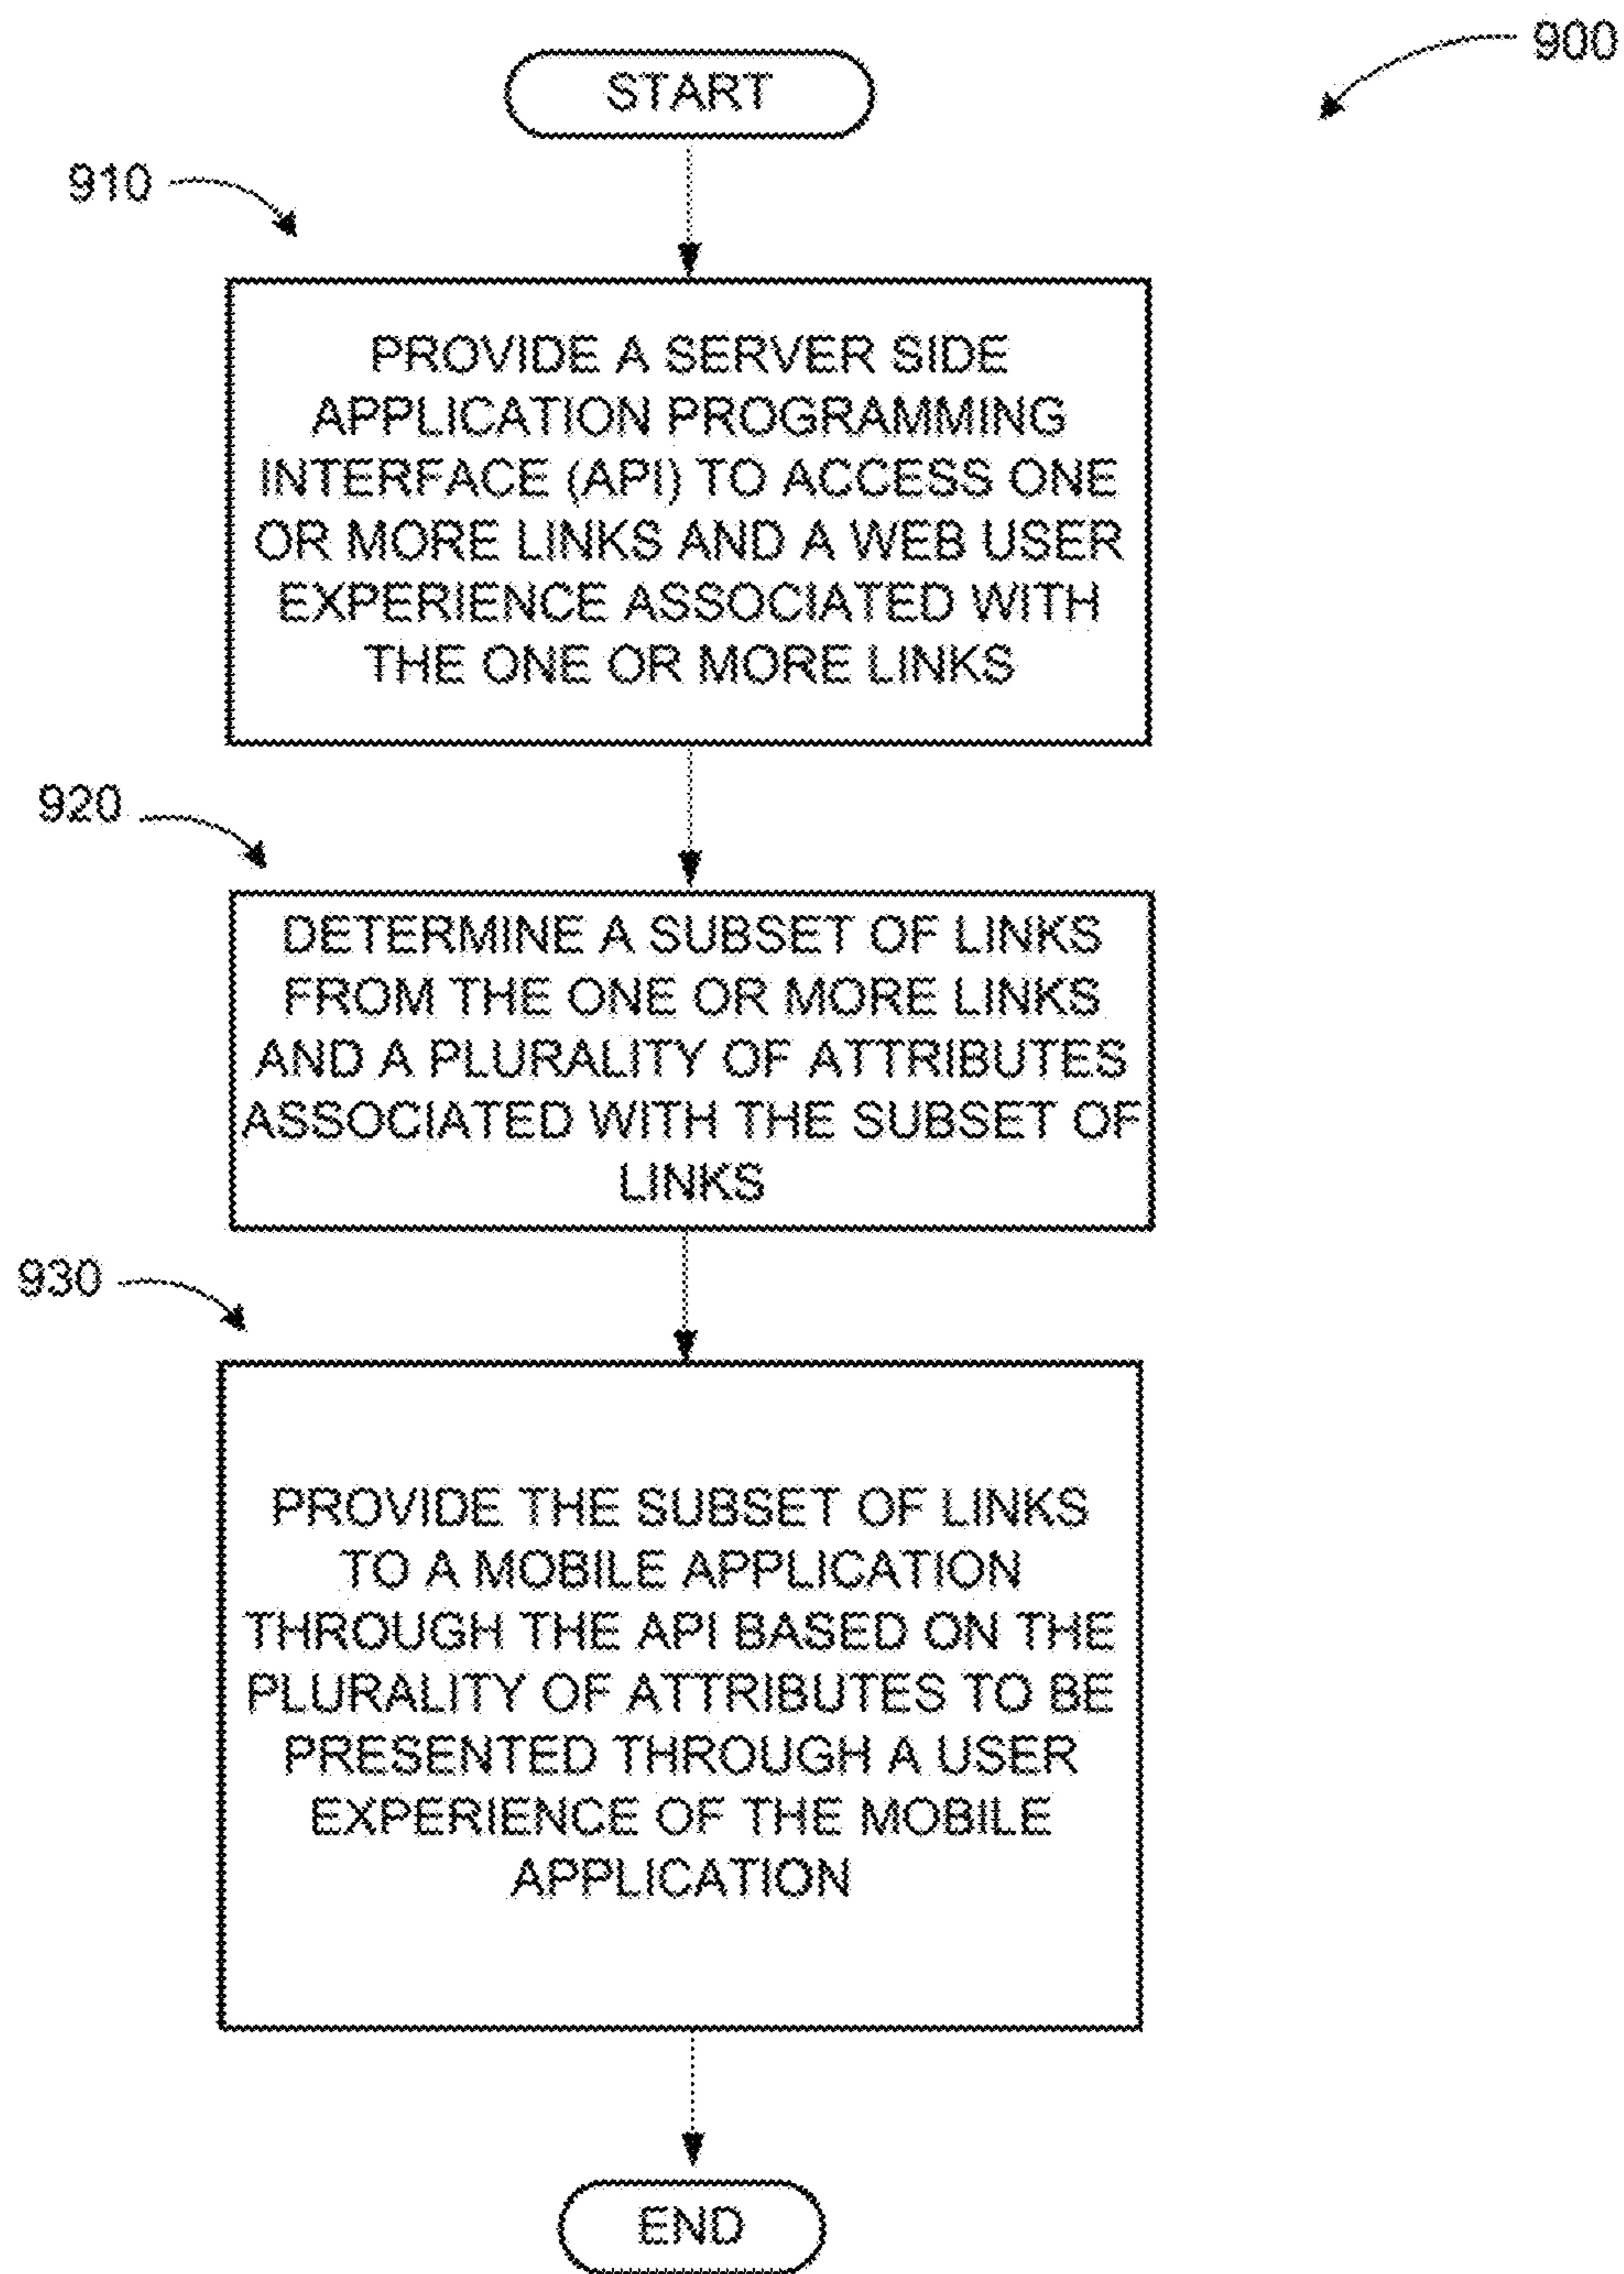 900
START
910
PROVIDE A SERVER SIDE
APPLICATION PROGRAMMING
INTERFACE (API) TO ACCESS ONE
OR MORE LINKS AND A WEB USER
EXPERIENCE ASSOCIATED WITH
THE ONE OR MORE LINKS
920
DETERMINE A SUBSET OF LINKS
FROM THE ONE OR MORE LINKS
AND A PLURALITY OF ATTRIBUTES
ASSOCIATED WITH THE SUBSET OF
LINKS
930
PROVIDE THE SUBSET OF LINKS
TO A MOBILE APPLICATION
THROUGH THE API BASED ON THE
PLURALITY OF ATTRIBUTES TO BE
PRESENTED THROUGH A USER
EXPERIENCE OF THE MOBILE
APPLICATION
END